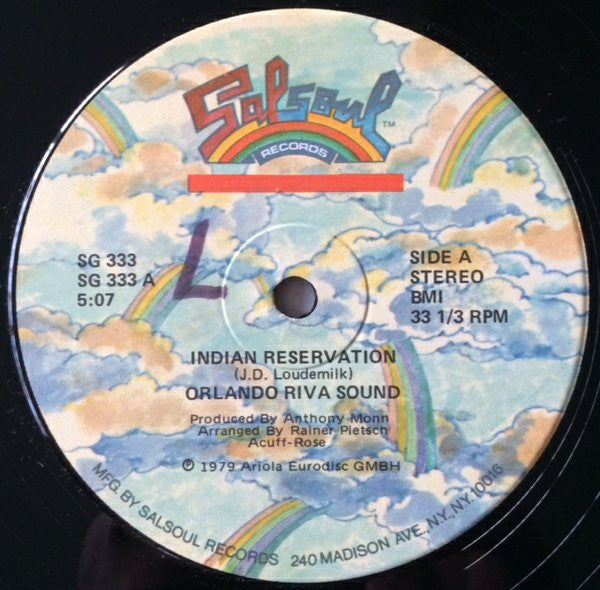 Salsoul
TM
RECORDS
SG 333
SG 333 A
5:07
L
SIDE A
STEREO
BMI
33 1/3 RPM
INDIAN RESERVATION
(J.D. Loudemilk)
ORLANDO RIVA SOUND
Produced By Anthony Monn
Arranged By Rainer Pietsch
Acuff-Rose
℗ 1979 Ariola Eurodisc GMBH
MFG. BY SALSOUL RECORDS 240 MADISON AVE., N.Y., N.Y. 10016